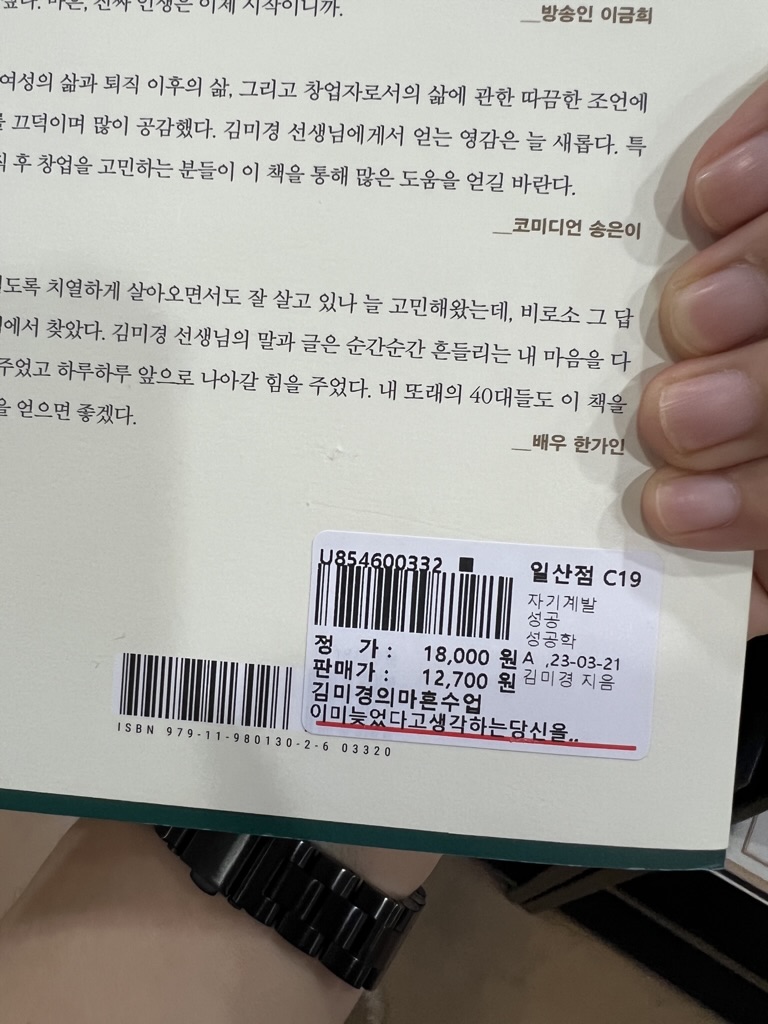 진짜 인생은 이제 시작이니까.
__방송인 이금희
여성의 삶과 퇴직 이후의 삶, 그리고 창업자로서의 삶에 관한 따끔한 조언에
끄덕이며 많이 공감했다. 김미경 선생님에게서 얻는 영감은 늘 새롭다. 특
후 창업을 고민하는 분들이 이 책을 통해 많은 도움을 얻길 바란다.
__코미디언 송은이
치열하게 살아오면서도 잘 살고 있나 늘 고민해왔는데, 비로소 그 답
에서 찾았다. 김미경 선생님의 말과 글은 순간순간 흔들리는 내 마음을 다
주었고 하루하루 앞으로 나아갈 힘을 주었다. 내 또래의 40대들도 이 책을
얻으면 좋겠다.
__배우 한가인
U854600332 ■
일산점 C19
자기계발
성공
성공학
정 가 : 18,000 원 A ,23-03-21
판매가 : 12,700 원 김미경 지음
김미경의마흔수업
이미늦었다고생각하는당신을..
ISBN 979-11-980130-2-6 03320